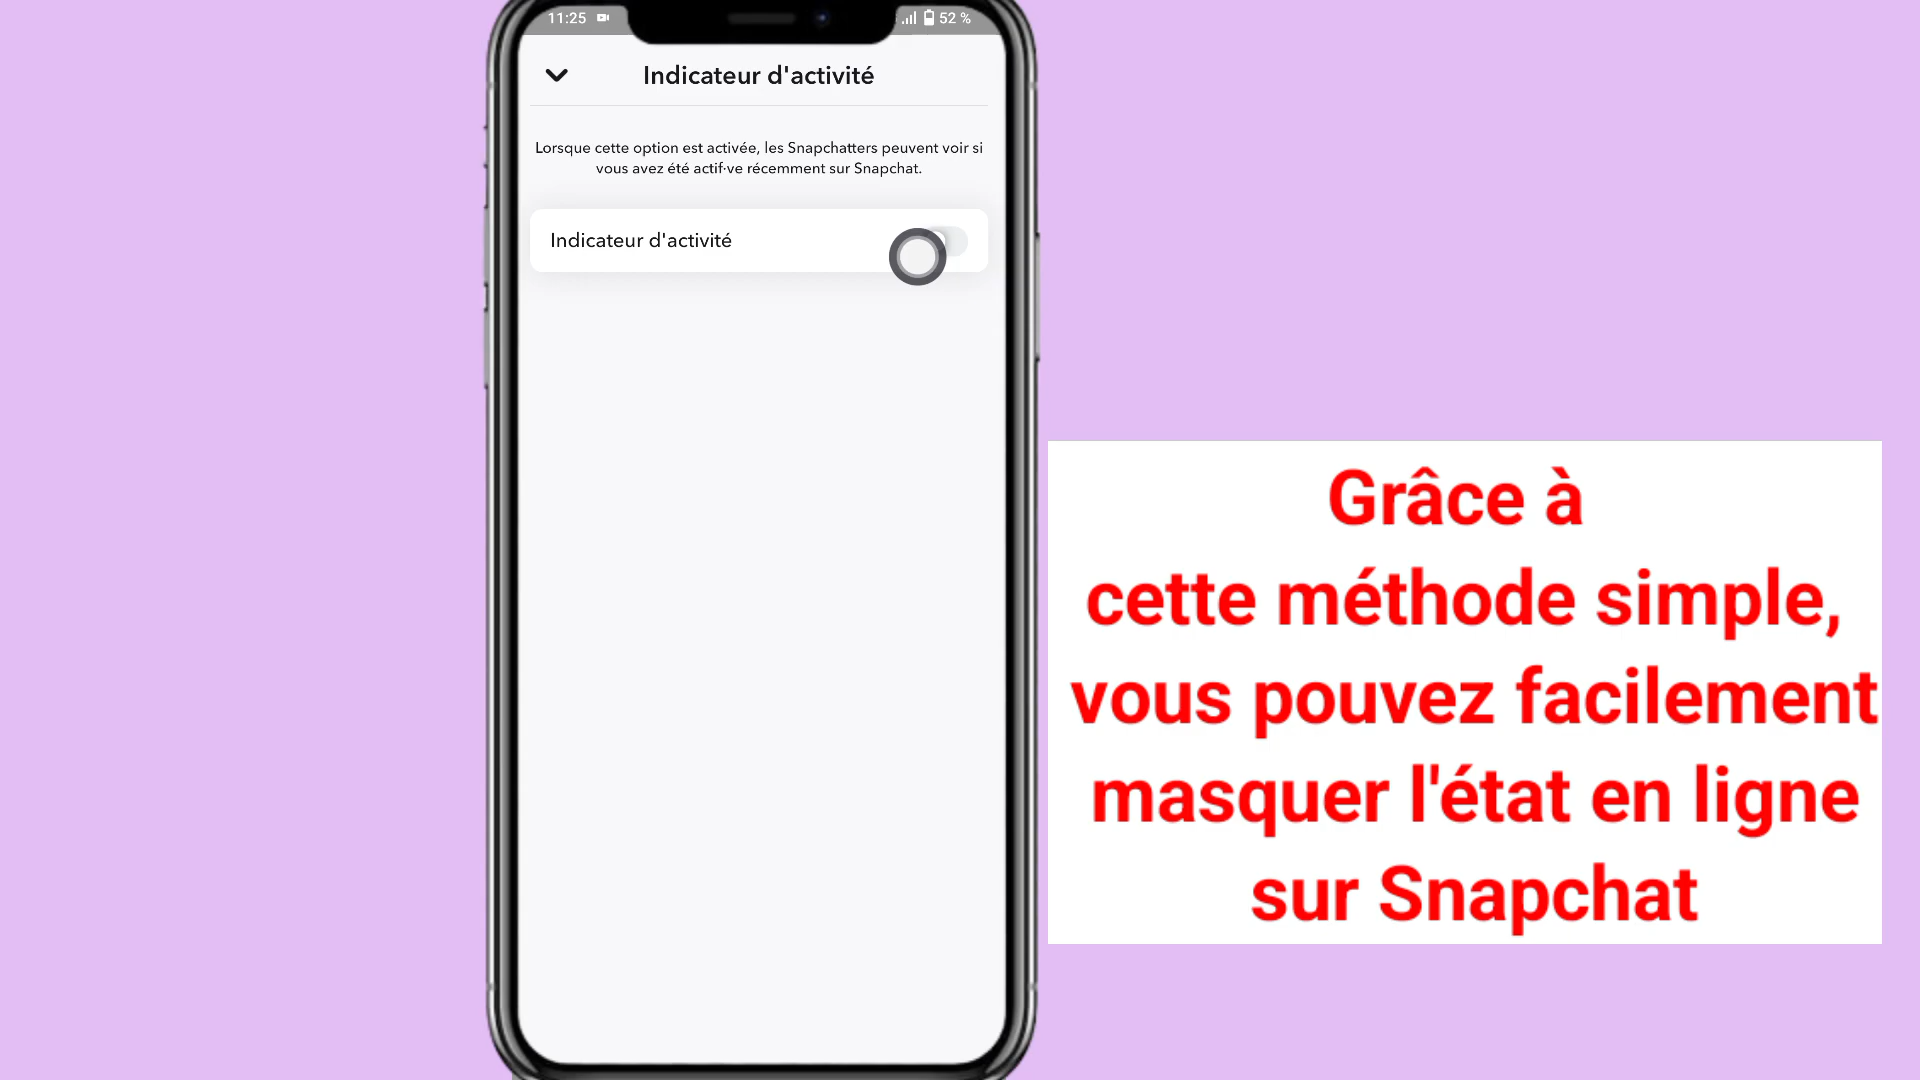 11:25
52 %
Indicateur d'activité
Lorsque cette option est activée, les Snapchatters peuvent voir si
vous avez été actif·ve récemment sur Snapchat.
Indicateur d'activité
Grâce à
cette méthode simple,
vous pouvez facilement
masquer l'état en ligne
sur Snapchat